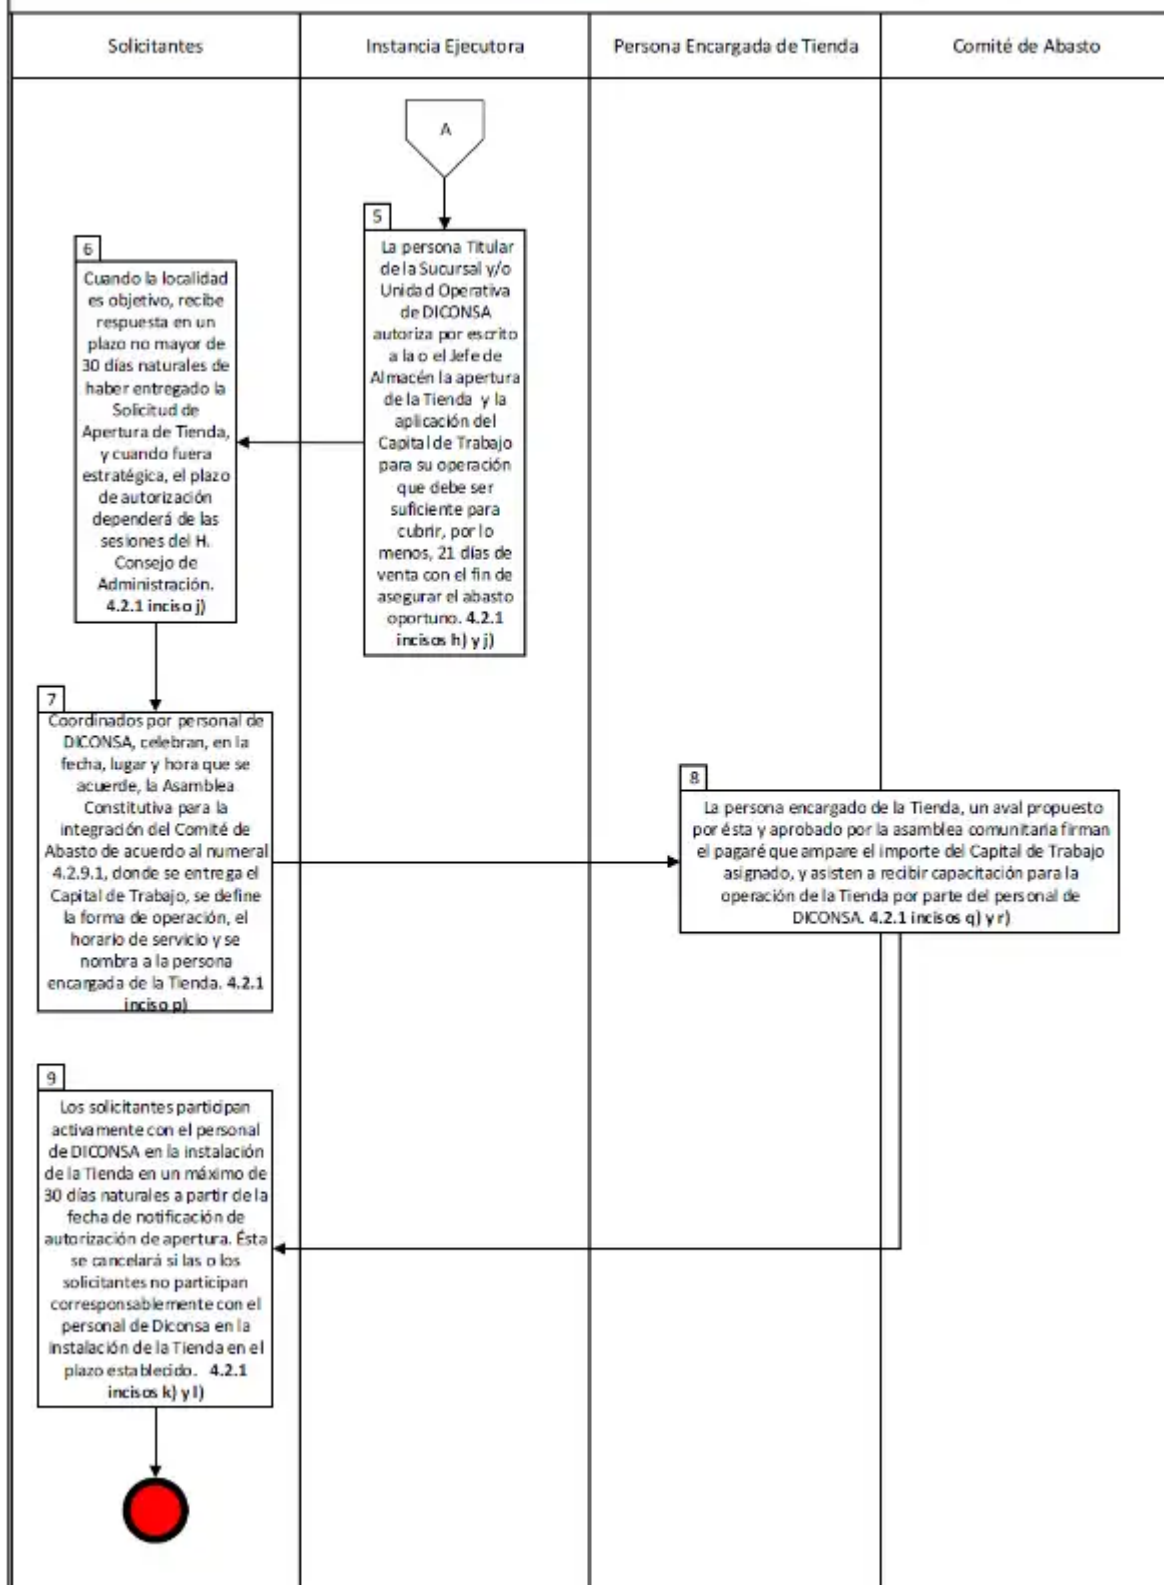 Solicitantes
Instancia Ejecutora
Persona Encargada de Tienda
Comité de Abasto
A
5
La persona Titular
de la Sucursal y/o
Unidad Operativa
de DICONSA
autoriza por escrito
a la o el Jefe de
Almacén la apertura
de la Tienda y la
aplicación del
Capital de Trabajo
para su operación
que debe ser
suficiente para
cubrir, por lo
menos, 21 días de
venta con el fin de
asegurar el abasto
oportuno. 4.2.1
incisos h) y j)
6
Cuando la localidad
es objetivo, recibe
respuesta en un
plazo no mayor de
30 días naturales de
haber entregado la
Solicitud de
Apertura de Tienda,
y cuando fuera
estratégica, el plazo
de autorización
dependerá de las
sesiones del H.
Consejo de
Administración.
4.2.1 inciso j)
7
Coordinados por personal de
DICONSA, celebran, en la
fecha, lugar y hora que se
acuerde, la Asamblea
Constitutiva para la
integración del Comité de
Abasto de acuerdo al numeral
4.2.9.1, donde se entrega el
Capital de Trabajo, se define
la forma de operación, el
horario de servicio y se
nombra a la persona
encargada de la Tienda. 4.2.1
inciso p)
8
La persona encargado de la Tienda, un aval propuesto
por ésta y aprobado por la asamblea comunitaria firman
el pagaré que ampare el importe del Capital de Trabajo
asignado, y asisten a recibir capacitación para la
operación de la Tienda por parte del personal de
DICONSA. 4.2.1 incisos q) y r)
9
Los solicitantes participan
activamente con el personal
de DICONSA en la instalación
de la Tienda en un máximo de
30 días naturales a partir de la
fecha de notificación de
autorización de apertura. Ésta
se cancelará si las o los
solicitantes no participan
corresponsablemente con el
personal de Diconsa en la
instalación de la Tienda en el
plazo establecido. 4.2.1
incisos k) y l)